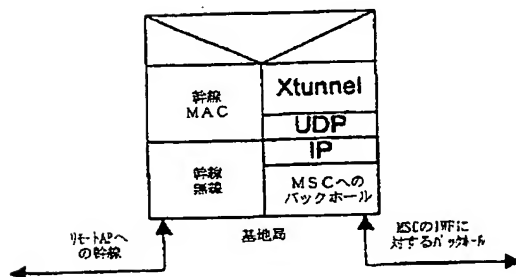 幹線
MAC
Xtunnel
UDP
IP
幹線
無線
MSCへの
バックホール
リモートAPへ
の幹線
基地局
MSCのIWFに
対するバックホール